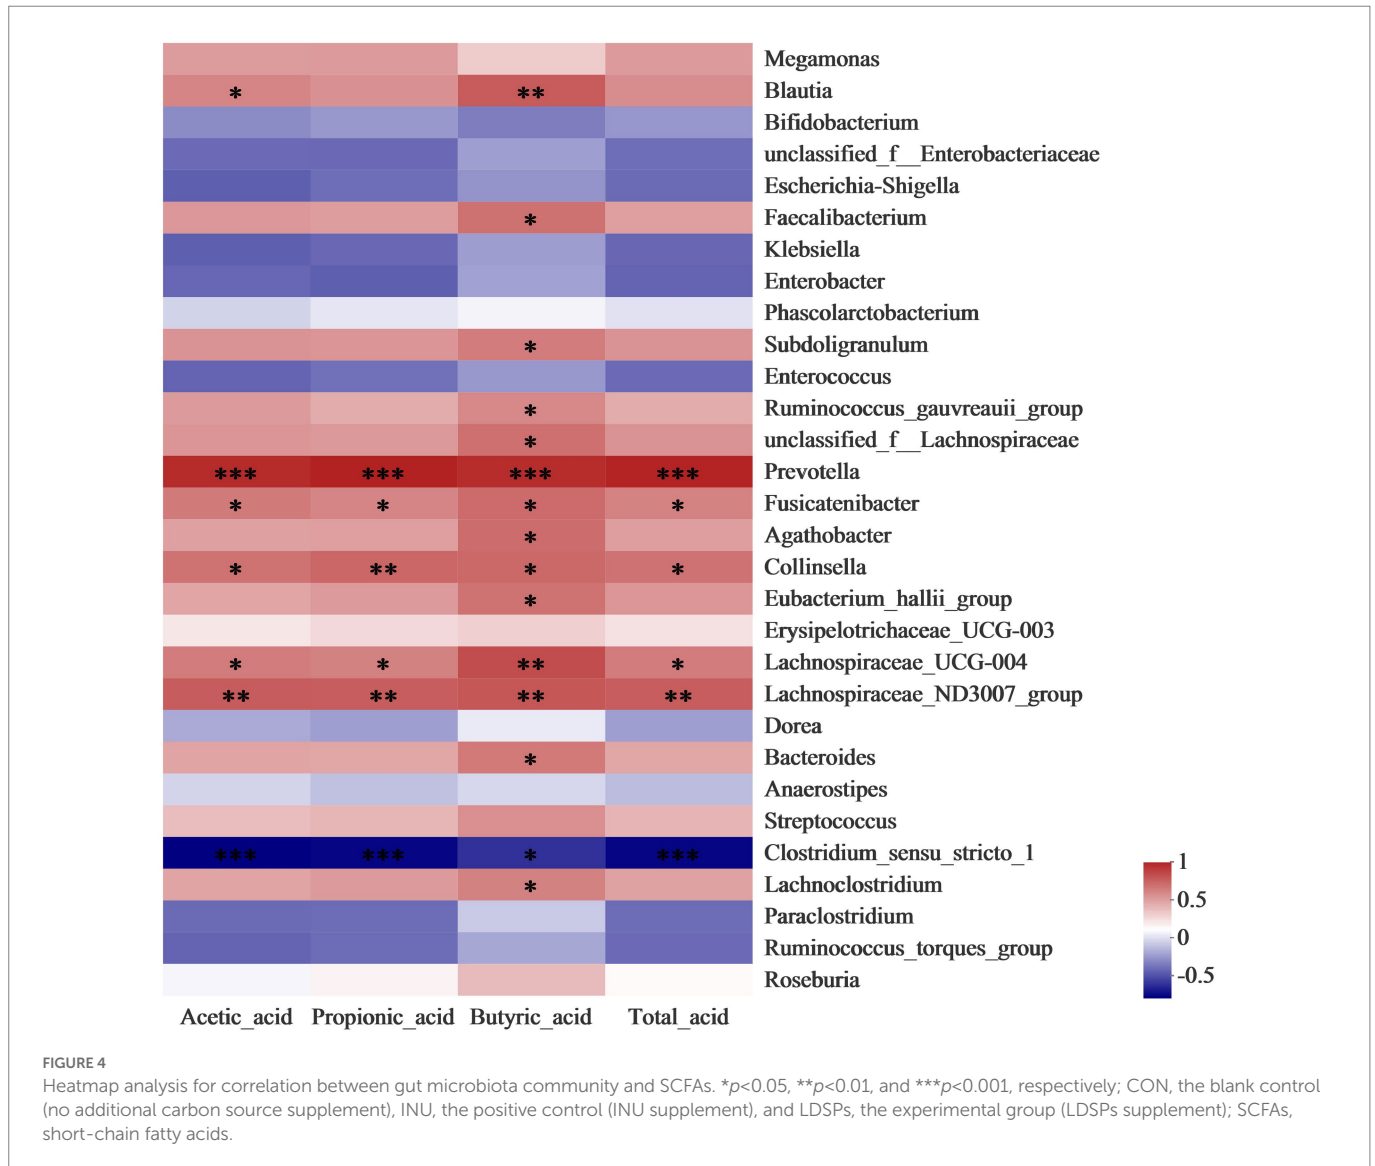 Megamonas
* ** Blautia
Bifidobacterium
unclassified_f__Enterobacteriaceae
Escherichia-Shigella
* Faecalibacterium
Klebsiella
Enterobacter
Phascolarctobacterium
* Subdoligranulum
Enterococcus
* Ruminococcus_gauvreauii_group
* unclassified_f__Lachnospiraceae
*** *** *** *** Prevotella
* * * * Fusicatenibacter
* Agathobacter
* ** * * Collinsella
* Eubacterium_hallii_group
Erysipelotrichaceae_UCG-003
* * ** * Lachnospiraceae_UCG-004
** ** ** ** Lachnospiraceae_ND3007_group
Dorea
* Bacteroides
Anaerostipes
Streptococcus
*** *** * *** Clostridium_sensu_stricto_1
* Lachnoclostridium
Paraclostridium
Ruminococcus_torques_group
Roseburia
1
0.5
0
-0.5
Acetic_acid Propionic_acid Butyric_acid Total_acid
FIGURE 4
Heatmap analysis for correlation between gut microbiota community and SCFAs. *p<0.05, **p<0.01, and ***p<0.001, respectively; CON, the blank control
(no additional carbon source supplement), INU, the positive control (INU supplement), and LDSPs, the experimental group (LDSPs supplement); SCFAs,
short-chain fatty acids.